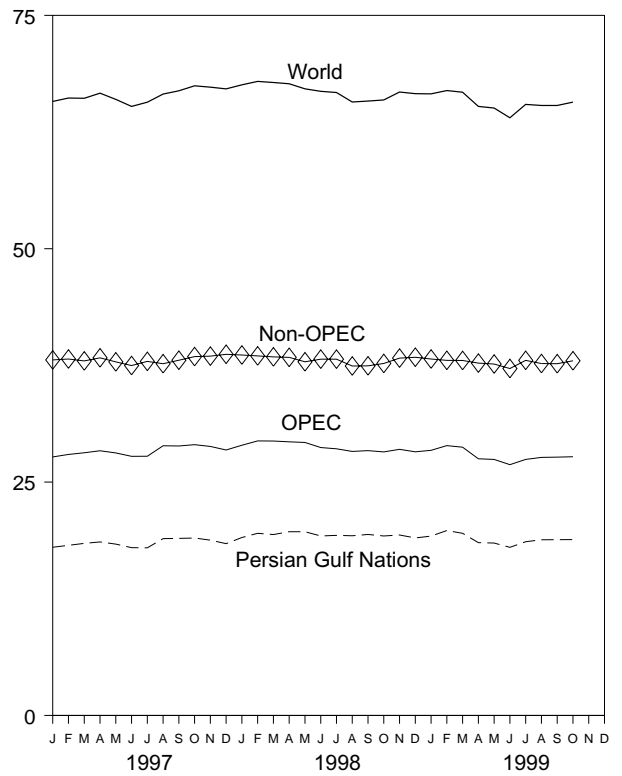 75
World
50
Non-OPEC
OPEC
25
Persian Gulf Nations
0
J F M A M J J A S O N D J F M A M J J A S O N D J F M A M J J A S O N D
1997 1998 1999